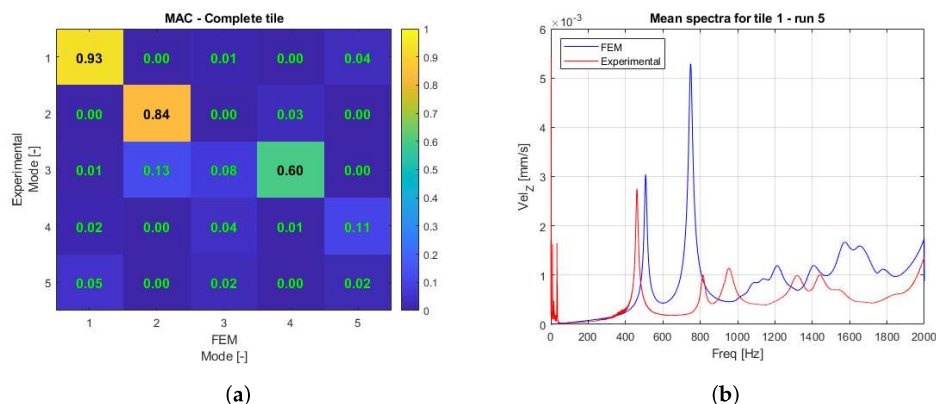 MAC - Complete tile
1
2
3
4
5
Experimental
Mode [-]
0.93 0.00 0.01 0.00 0.04
0.00 0.84 0.00 0.03 0.00
0.01 0.13 0.08 0.60 0.00
0.02 0.00 0.04 0.01 0.11
0.05 0.00 0.02 0.00 0.02
1 2 3 4 5
FEM
Mode [-]
1
0.9
0.8
0.7
0.6
0.5
0.4
0.3
0.2
0.1
0
(a)
Mean spectra for tile 1 - run 5
×10⁻³
6
5
4
3
2
1
0
Vel_Z [mm/s]
FEM
Experimental
0 200 400 600 800 1000 1200 1400 1600 1800 2000
Freq [Hz]
(b)